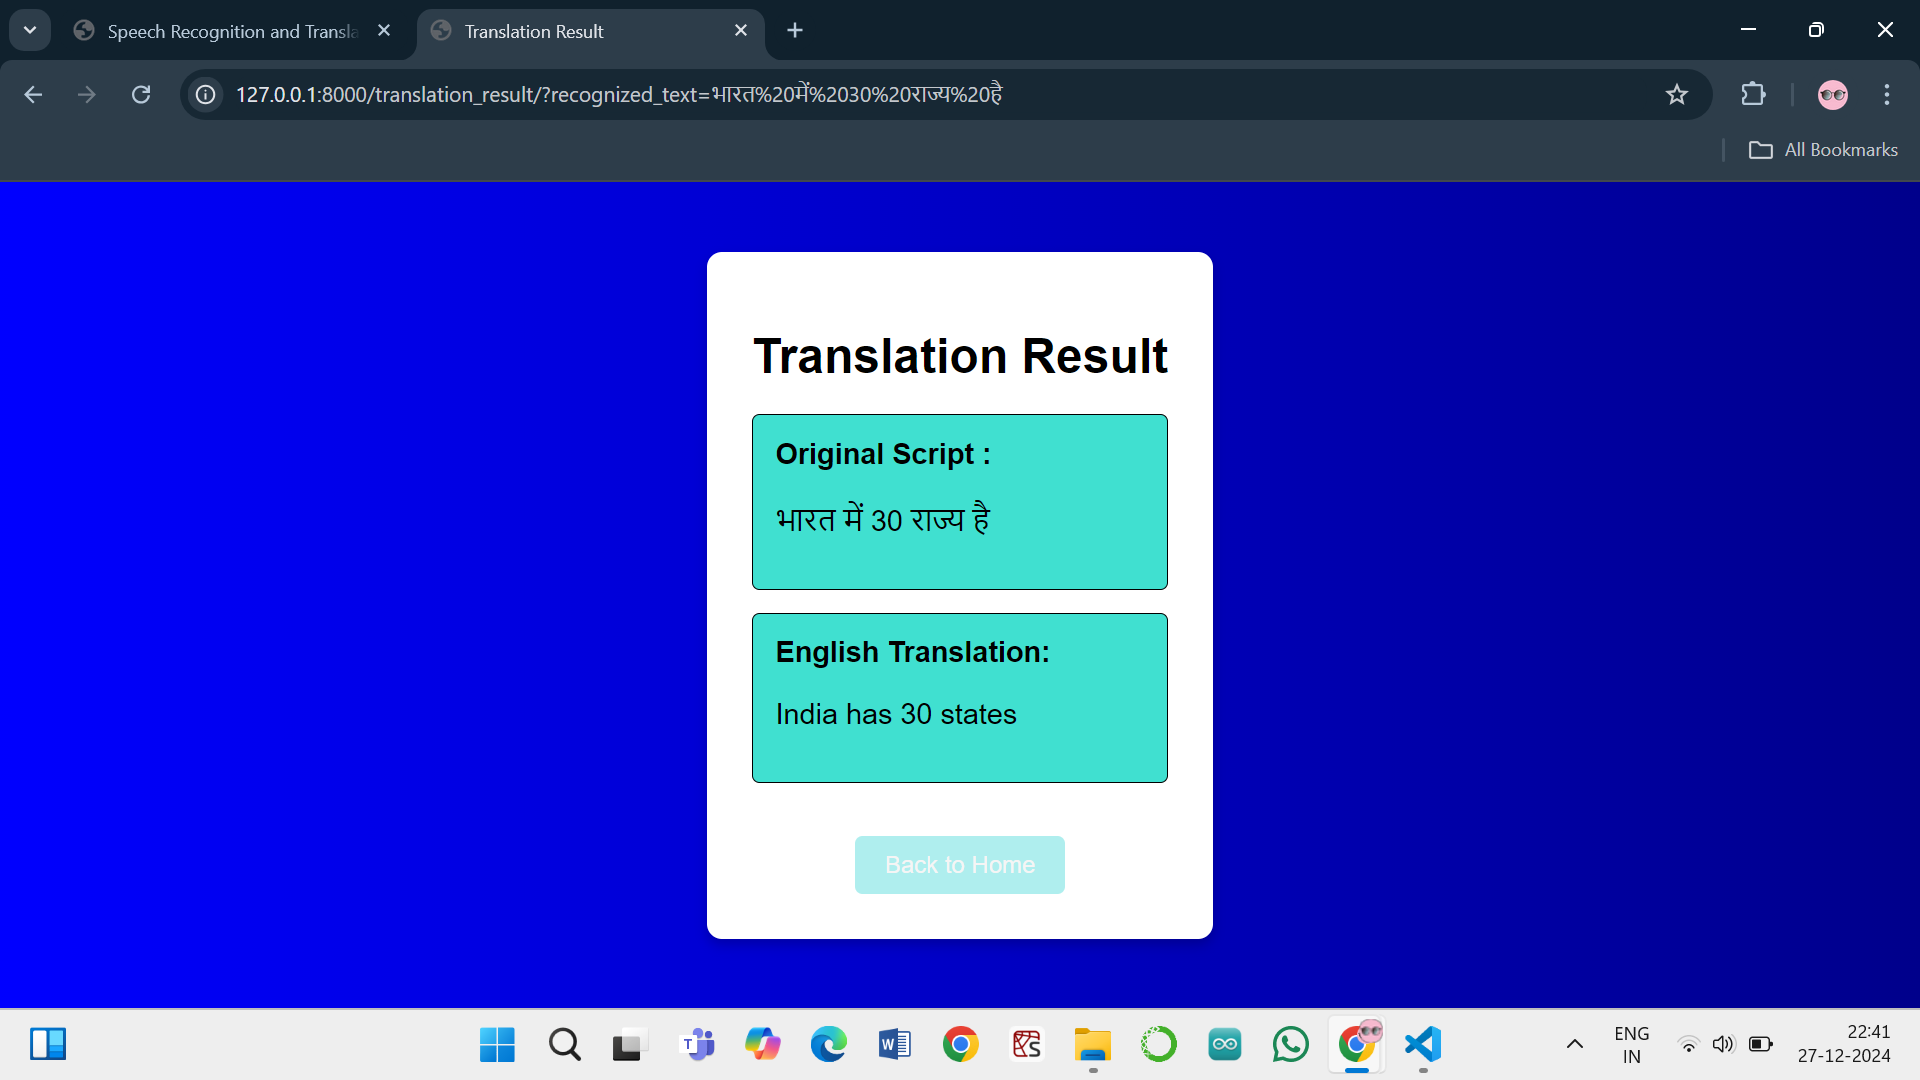 Speech Recognition and Transla
Translation Result
127.0.0.1:8000/translation_result/?recognized_text=भारत%20में%2030%20राज्य%20है
All Bookmarks
Translation Result
Original Script :
भारत में 30 राज्य है
English Translation:
India has 30 states
Back to Home
ENG
IN
22:41
27-12-2024